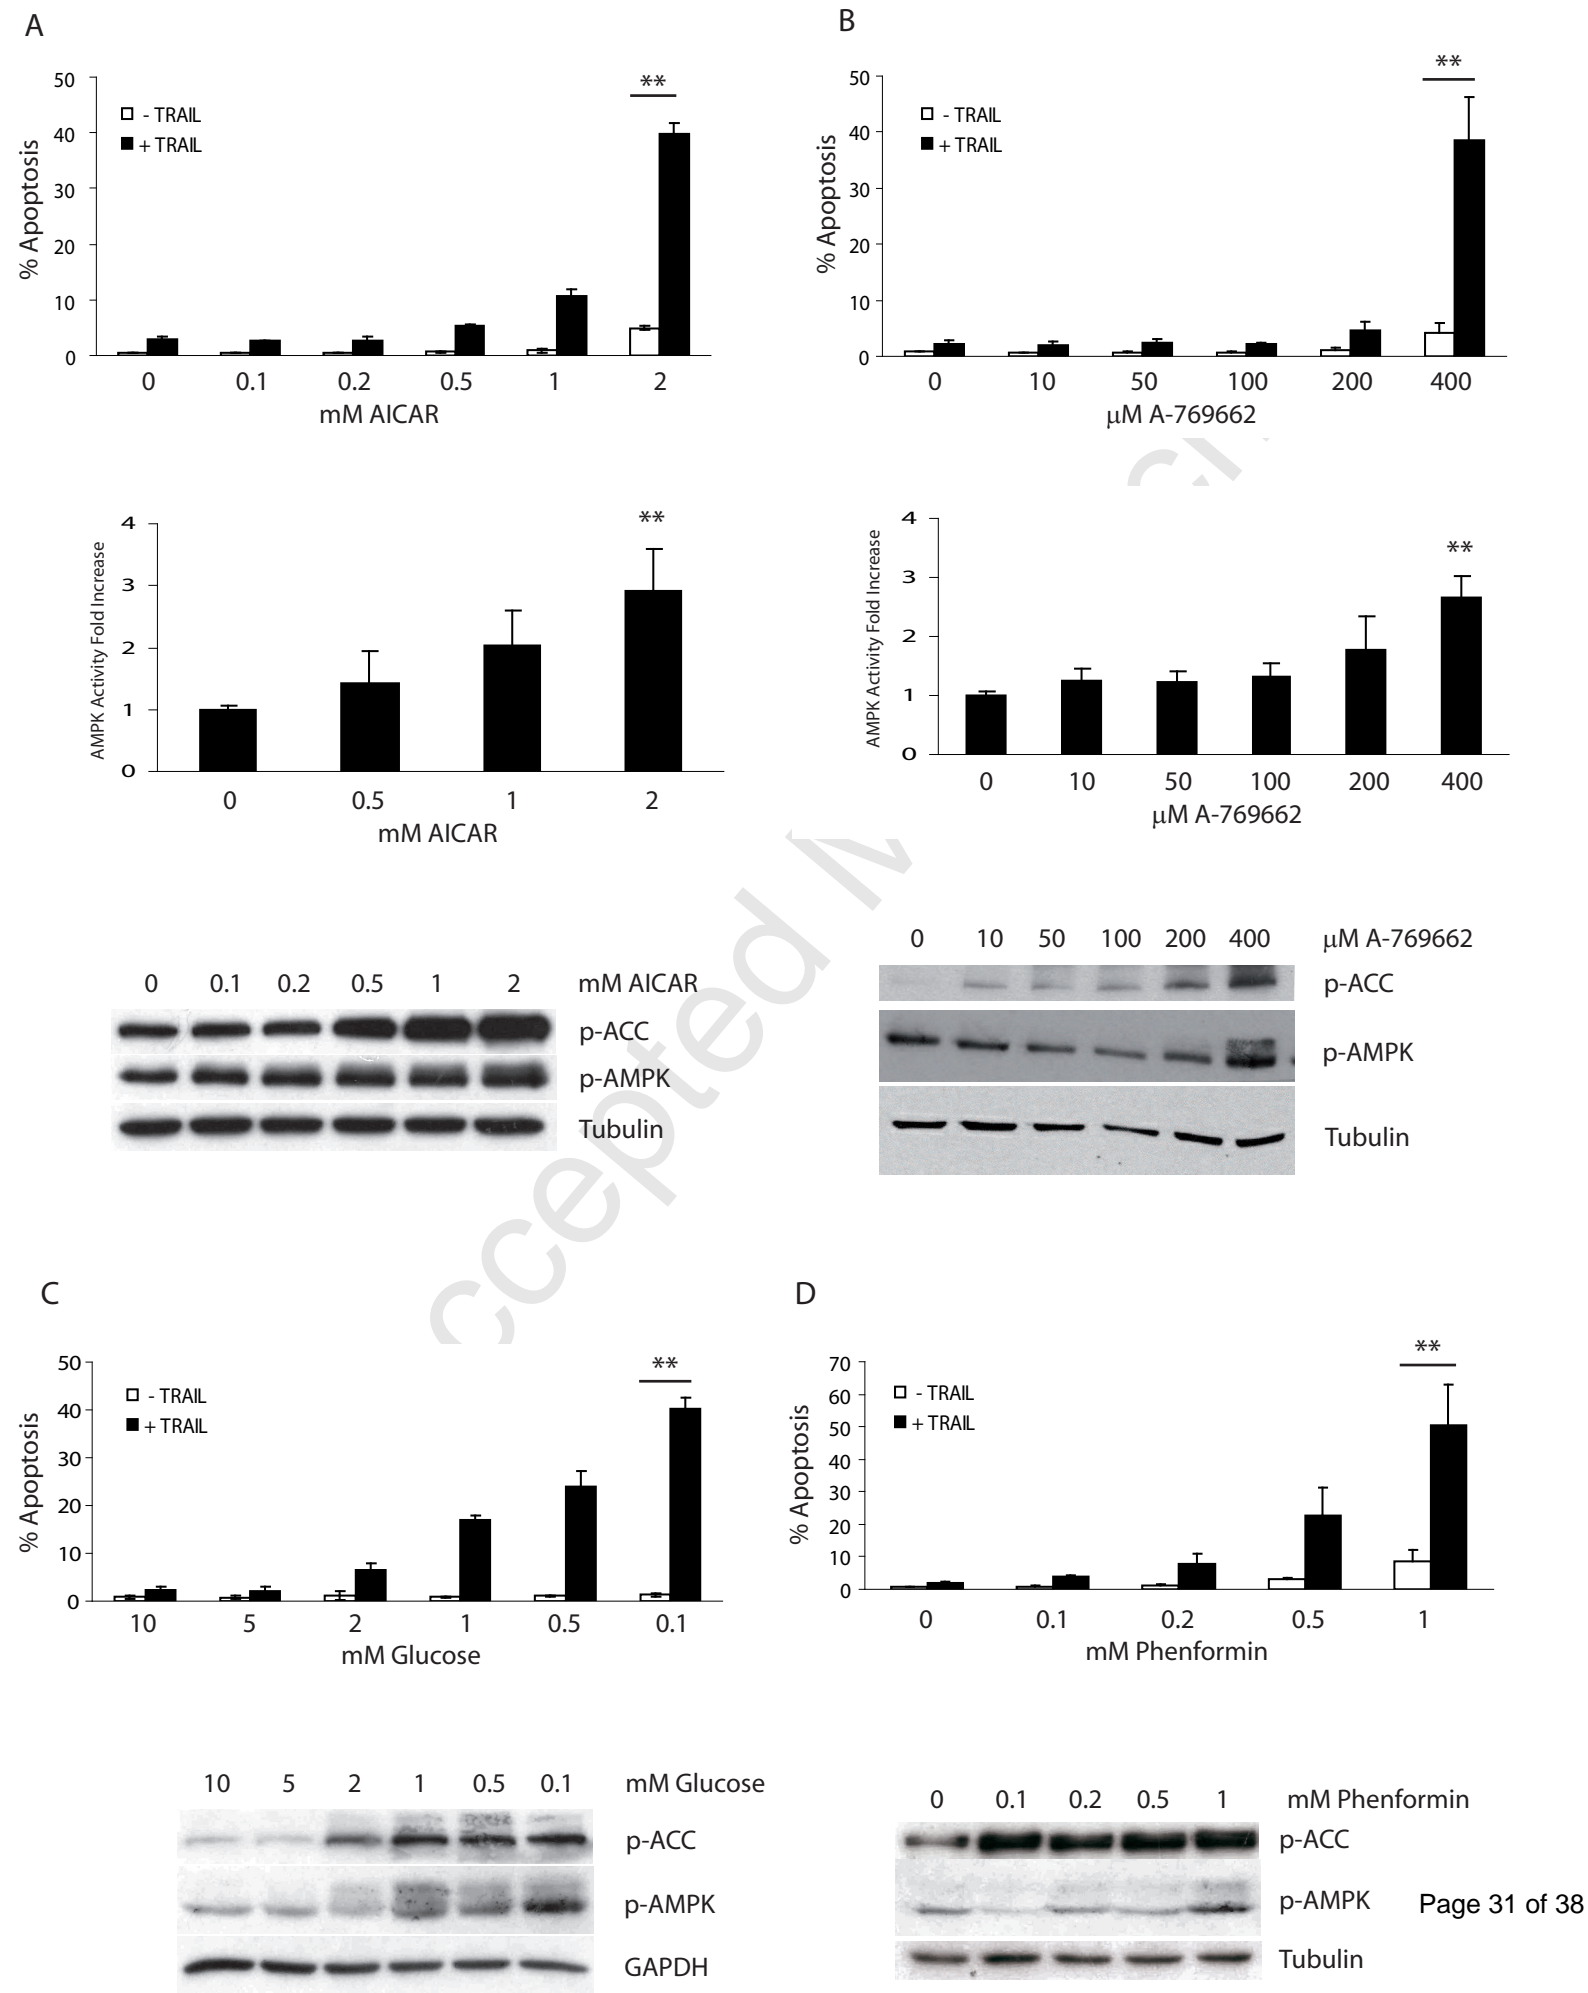 A
50
40
30
20
10
0
% Apoptosis
- TRAIL
+ TRAIL
**
0 0.1 0.2 0.5 1 2
mM AICAR
4
3
2
1
0
AMPK Activity Fold Increase
**
0 0.5 1 2
mM AICAR
0 0.1 0.2 0.5 1 2 mM AICAR
p-ACC
p-AMPK
Tubulin
B
50
40
30
20
10
0
% Apoptosis
- TRAIL
+ TRAIL
**
0 10 50 100 200 400
µM A-769662
4
3
2
1
0
AMPK Activity Fold Increase
**
0 10 50 100 200 400
µM A-769662
0 10 50 100 200 400 µM A-769662
p-ACC
p-AMPK
Tubulin
ccepted
C
50
40
30
20
10
0
% Apoptosis
- TRAIL
+ TRAIL
**
10 5 2 1 0.5 0.1
mM Glucose
10 5 2 1 0.5 0.1 mM Glucose
p-ACC
p-AMPK
GAPDH
D
70
60
50
40
30
20
10
0
% Apoptosis
- TRAIL
+ TRAIL
**
0 0.1 0.2 0.5 1
mM Phenformin
0 0.1 0.2 0.5 1 mM Phenformin
p-ACC
p-AMPK
Tubulin
Page 31 of 38